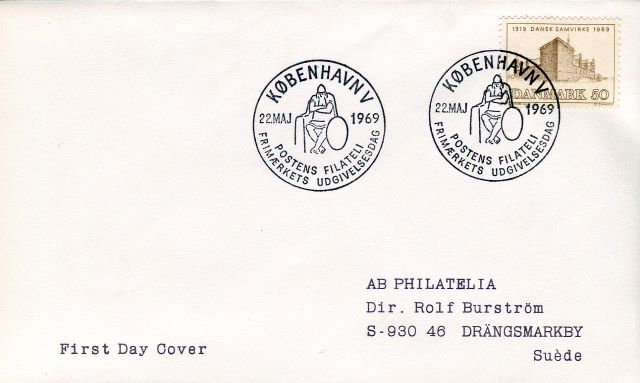 1919 DANSK SAMVIRKE 1969
DANMARK 50
KØBENHAVN V
22.MAJ 1969
POSTENS FILATELI
FRIMÆRKETS UDGIVELSESDAG
KØBENHAVN V
22.MAJ 1969
POSTENS FILATELI
FRIMÆRKETS UDGIVELSESDAG
AB PHILATELIA
Dir. Rolf Burström
S-930 46 DRÄNGSMARKBY
Suède
First Day Cover